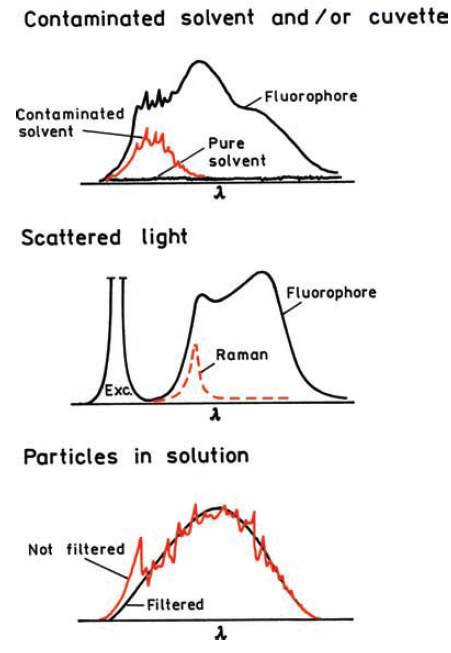 Contaminated solvent and/or cuvette
Fluorophore
Contaminated
solvent
Pure
solvent
λ
Scattered light
Fluorophore
Raman
Exc.
λ
Particles in solution
Not filtered
Filtered
λ